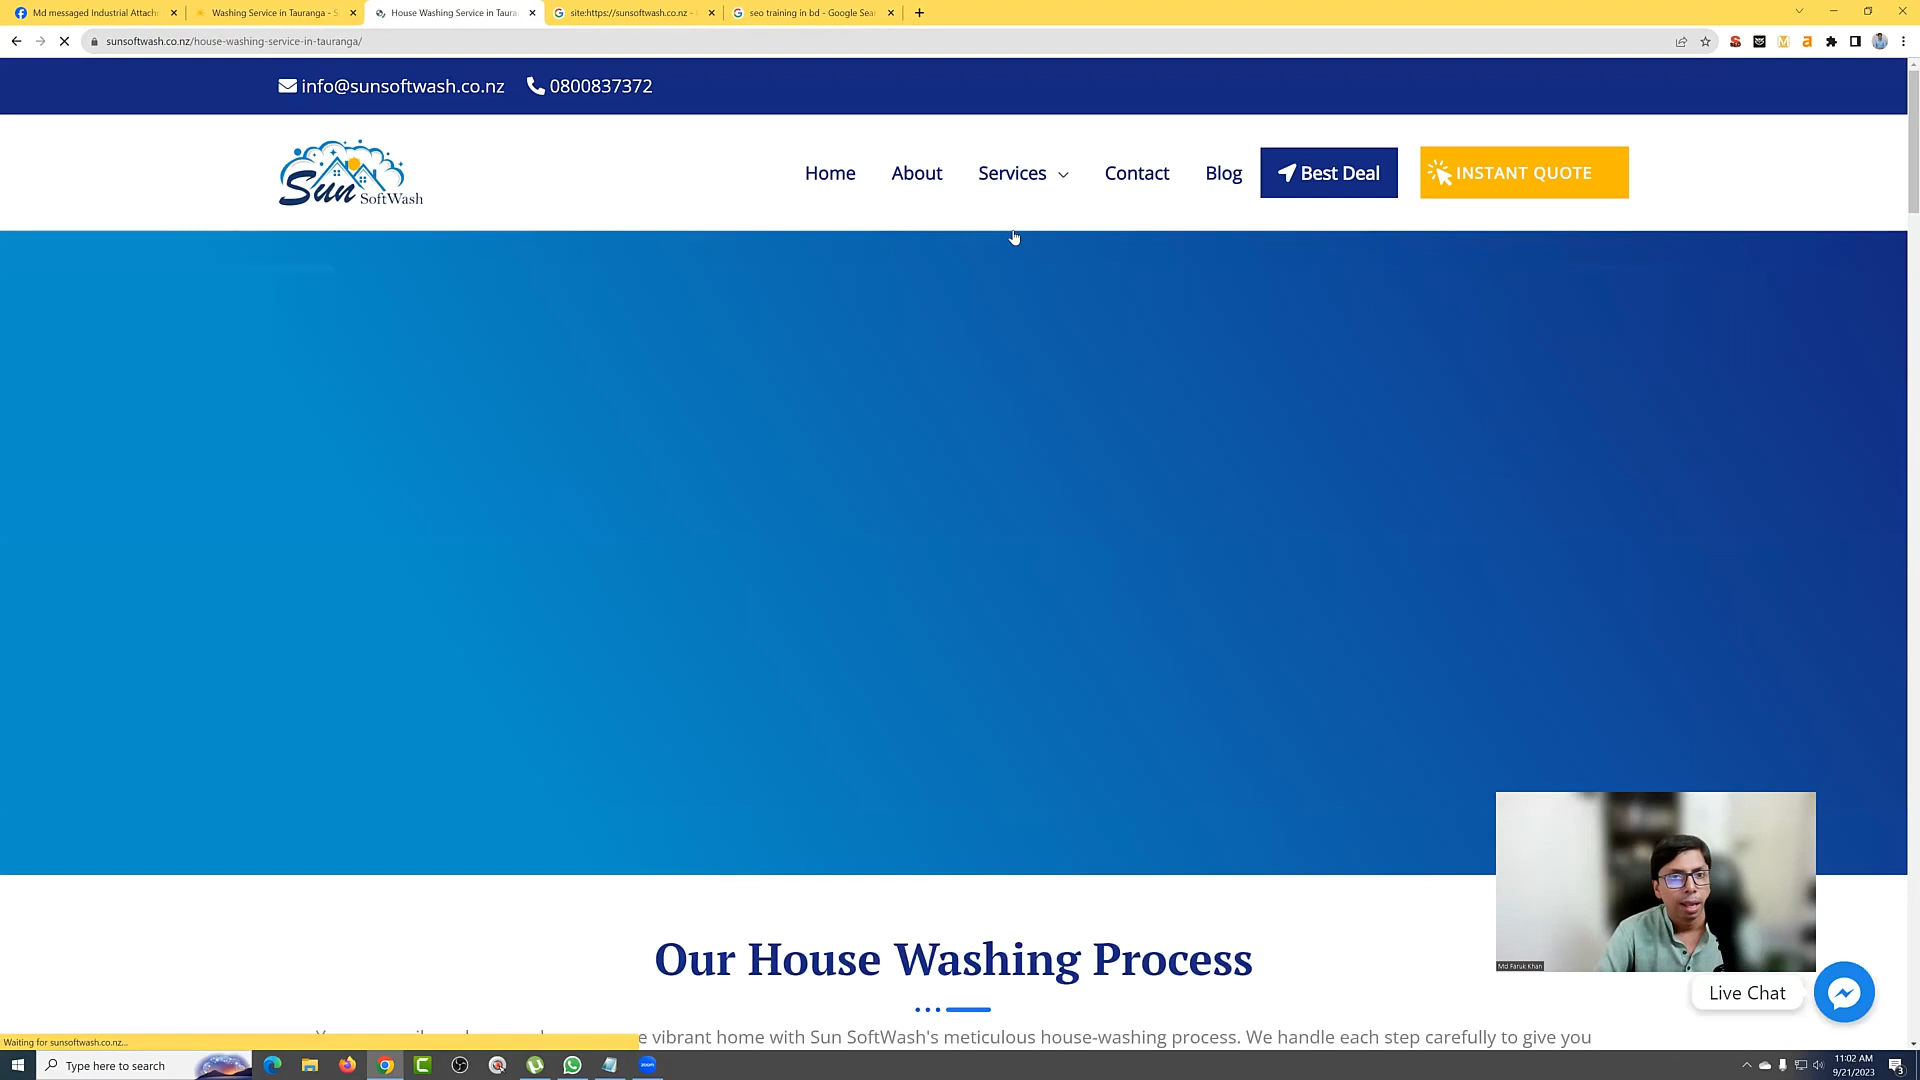 Md messaged Industrial Attachm
Washing Service in Tauranga - S
House Washing Service in Taura
site:https://sunsoftwash.co.nz -
seo training in bd - Google Sear
sunsoftwash.co.nz/house-washing-service-in-tauranga/
info@sunsoftwash.co.nz 0800837372
Sun SoftWash
Home About Services Contact Blog Best Deal INSTANT QUOTE
Our House Washing Process
e vibrant home with Sun SoftWash's meticulous house-washing process. We handle each step carefully to give you
Md Faruk Khan
Live Chat
Waiting for sunsoftwash.co.nz...
Type here to search
zoom
11:02 AM
9/21/2023
3